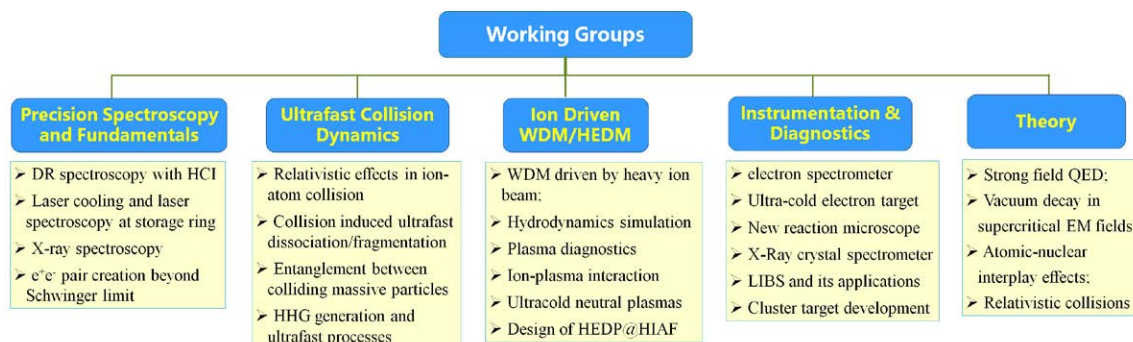 Working Groups
Precision Spectroscopy
and Fundamentals
➤ DR spectroscopy with HCI
➤ Laser cooling and laser
spectroscopy at storage ring
➤ X-ray spectroscopy
➤ e⁺e⁻ pair creation beyond
Schwinger limit
Ultrafast Collision
Dynamics
➤ Relativistic effects in ion-
atom collision
➤ Collision induced ultrafast
dissociation/fragmentation
➤ Entanglement between
colliding massive particles
➤ HHG generation and
ultrafast processes
Ion Driven
WDM/HEDM
➤ WDM driven by heavy ion
beam;
➤ Hydrodynamics simulation
➤ Plasma diagnostics
➤ Ion-plasma interaction
➤ Ultracold neutral plasmas
➤ Design of HEDP@HIAF
Instrumentation &
Diagnostics
➤ electron spectrometer
➤ Ultra-cold electron target
➤ New reaction microscope
➤ X-Ray crystal spectrometer
➤ LIBS and its applications
➤ Cluster target development
Theory
➤ Strong field QED;
➤ Vacuum decay in
supercritical EM fields
➤ Atomic-nuclear
interplay effects;
➤ Relativistic collisions